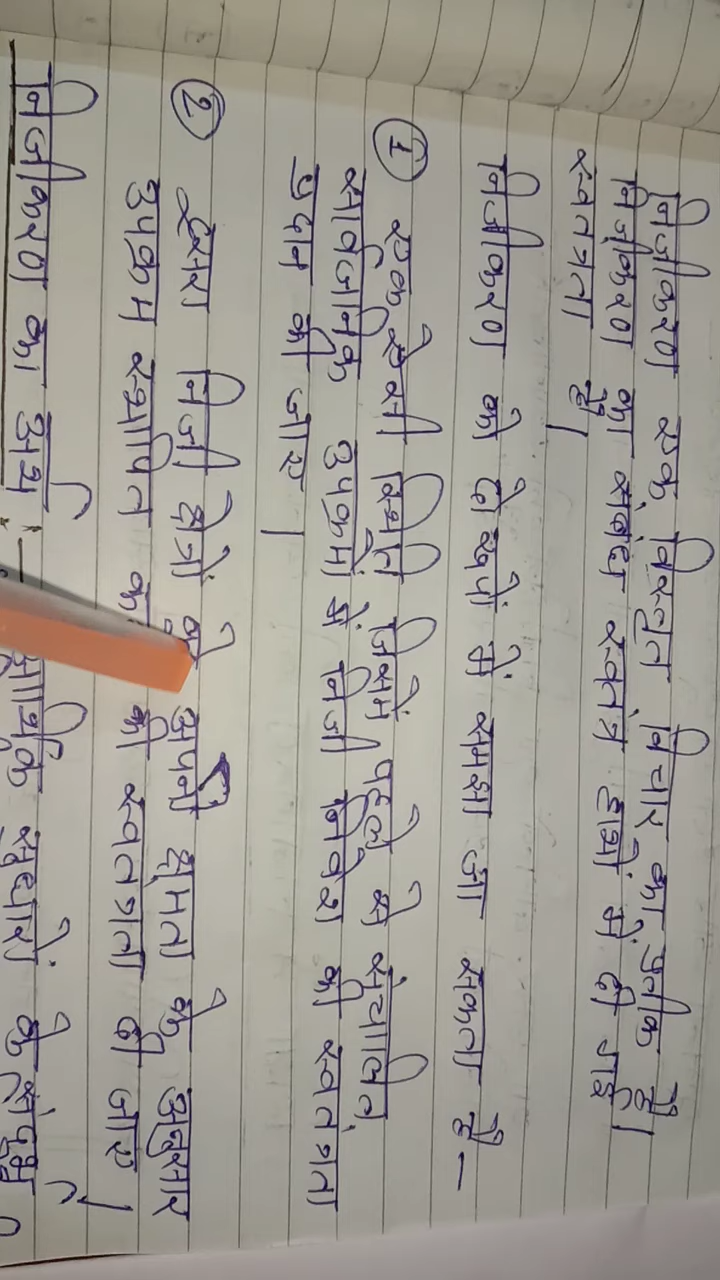 निजीकरण एक विस्तृत विचार का प्रतीक है।
निजीकरण का संबंध स्वतंत्र हाथों में दी गई
स्वतंत्रता है।
निजीकरण को दो रूपों में समझा जा सकता है –
① एक ऐसी स्थिति जिसमें पहले से संचालित
सार्वजनिक उपक्रमों में निजी निवेश की स्वतंत्रता
प्रदान की जाए।
② दूसरा निजी क्षेत्रों को अपनी क्षमता के अनुसार
उपक्रम स्थापित की स्वतंत्रता दी जाए।
निजीकरण का अर्थ :– आर्थिक सुधारों के